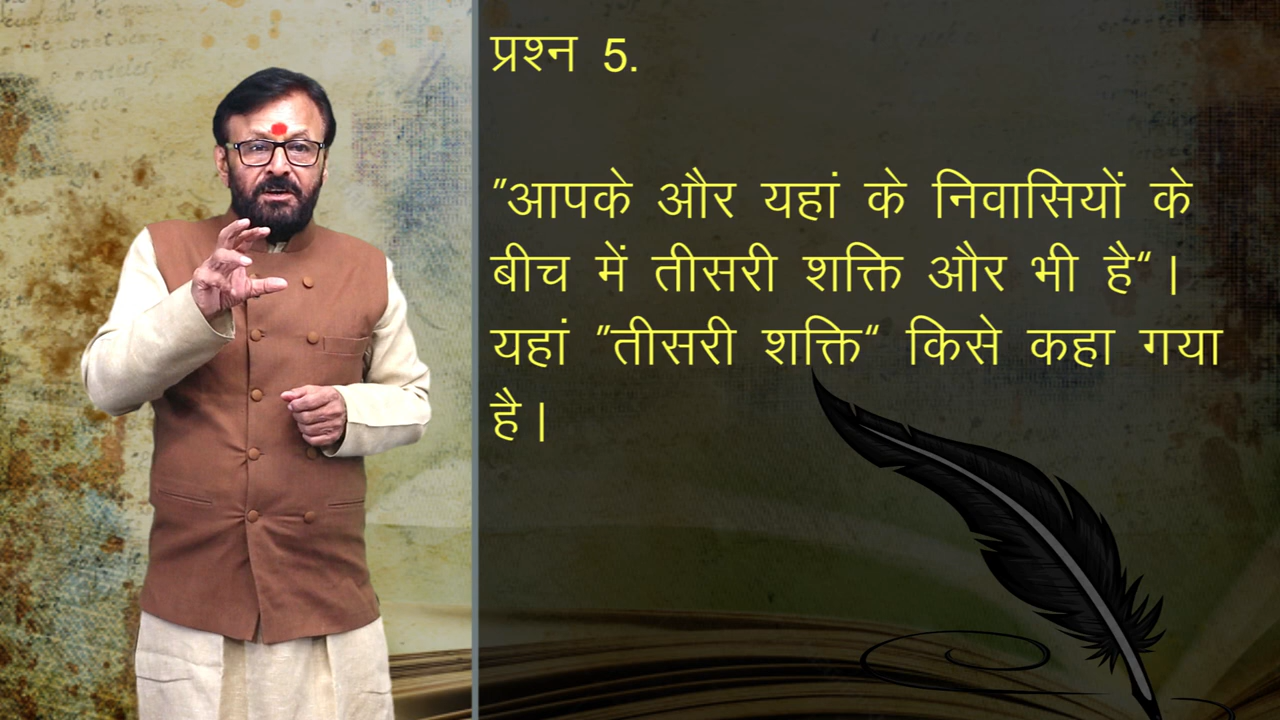 प्रश्न 5.
"आपके और यहां के निवासियों के
बीच में तीसरी शक्ति और भी है“।
यहां "तीसरी शक्ति“ किसे कहा गया
है।